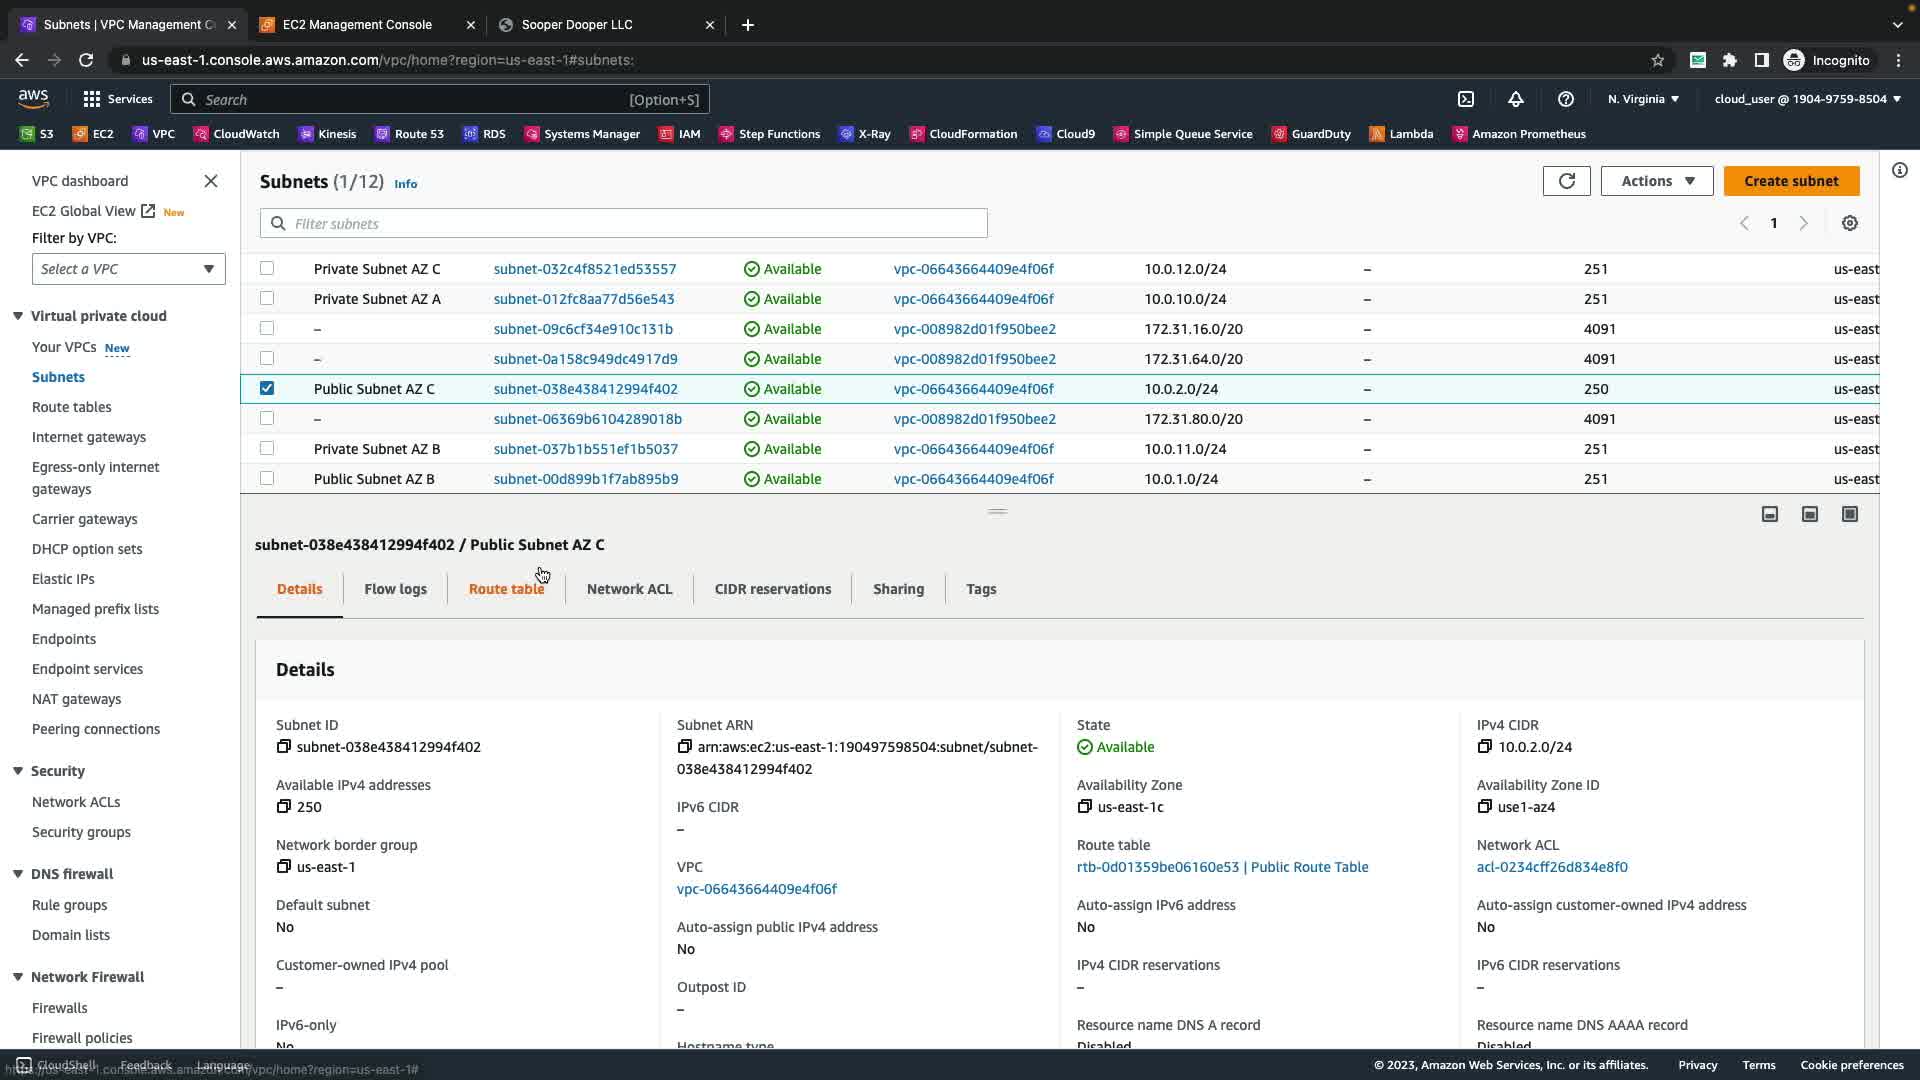 Subnets | VPC Management C
EC2 Management Console
Sooper Dooper LLC
us-east-1.console.aws.amazon.com/vpc/home?region=us-east-1#subnets:
Incognito
aws
Services
Search
[Option+S]
N. Virginia
cloud_user @ 1904-9759-8504
S3
EC2
VPC
CloudWatch
Kinesis
Route 53
RDS
Systems Manager
IAM
Step Functions
X-Ray
CloudFormation
Cloud9
Simple Queue Service
GuardDuty
Lambda
Amazon Prometheus
VPC dashboard
EC2 Global View New
Filter by VPC:
Select a VPC
Virtual private cloud
Your VPCs New
Subnets
Route tables
Internet gateways
Egress-only internet
gateways
Carrier gateways
DHCP option sets
Elastic IPs
Managed prefix lists
Endpoints
Endpoint services
NAT gateways
Peering connections
Security
Network ACLs
Security groups
DNS firewall
Rule groups
Domain lists
Network Firewall
Firewalls
Firewall policies
Subnets (1/12) Info
Actions
Create subnet
Filter subnets
1
Private Subnet AZ C subnet-032c4f8521ed53557 Available vpc-06643664409e4f06f 10.0.12.0/24 – 251 us-east
Private Subnet AZ A subnet-012fc8aa77d56e543 Available vpc-06643664409e4f06f 10.0.10.0/24 – 251 us-east
– subnet-09c6cf34e910c131b Available vpc-008982d01f950bee2 172.31.16.0/20 – 4091 us-east
– subnet-0a158c949dc4917d9 Available vpc-008982d01f950bee2 172.31.64.0/20 – 4091 us-east
Public Subnet AZ C subnet-038e438412994f402 Available vpc-06643664409e4f06f 10.0.2.0/24 – 250 us-east
– subnet-06369b6104289018b Available vpc-008982d01f950bee2 172.31.80.0/20 – 4091 us-east
Private Subnet AZ B subnet-037b1b551ef1b5037 Available vpc-06643664409e4f06f 10.0.11.0/24 – 251 us-east
Public Subnet AZ B subnet-00d899b1f7ab895b9 Available vpc-06643664409e4f06f 10.0.1.0/24 – 251 us-east
subnet-038e438412994f402 / Public Subnet AZ C
Details
Flow logs
Route table
Network ACL
CIDR reservations
Sharing
Tags
Details
Subnet ID
subnet-038e438412994f402
Available IPv4 addresses
250
Network border group
us-east-1
Default subnet
No
Customer-owned IPv4 pool
–
IPv6-only
No
Subnet ARN
arn:aws:ec2:us-east-1:190497598504:subnet/subnet-
038e438412994f402
IPv6 CIDR
–
VPC
vpc-06643664409e4f06f
Auto-assign public IPv4 address
No
Outpost ID
–
Hostname type
State
Available
Availability Zone
us-east-1c
Route table
rtb-0d01359be06160e53 | Public Route Table
Auto-assign IPv6 address
No
IPv4 CIDR reservations
–
Resource name DNS A record
Disabled
IPv4 CIDR
10.0.2.0/24
Availability Zone ID
use1-az4
Network ACL
acl-0234cff26d834e8f0
Auto-assign customer-owned IPv4 address
No
IPv6 CIDR reservations
–
Resource name DNS AAAA record
Disabled
CloudShell
Feedback
Language
https://us-east-1.console.aws.amazon.com/vpc/home?region=us-east-1#
© 2023, Amazon Web Services, Inc. or its affiliates.
Privacy
Terms
Cookie preferences